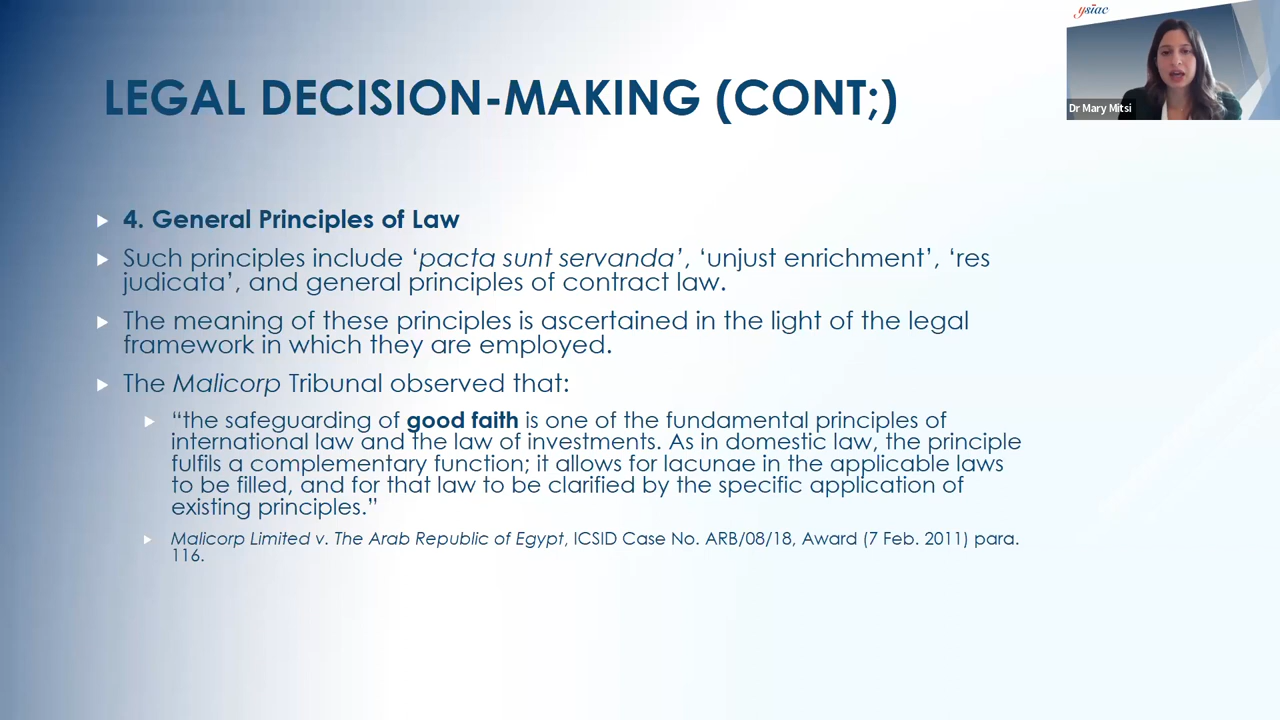 ysiac
LEGAL DECISION-MAKING (CONT;)
Dr Mary Mitsi
4. General Principles of Law
Such principles include ‘pacta sunt servanda’, ‘unjust enrichment’, ‘res
judicata’, and general principles of contract law.
The meaning of these principles is ascertained in the light of the legal
framework in which they are employed.
The Malicorp Tribunal observed that:
“the safeguarding of good faith is one of the fundamental principles of
international law and the law of investments. As in domestic law, the principle
fulfils a complementary function; it allows for lacunae in the applicable laws
to be filled, and for that law to be clarified by the specific application of
existing principles.”
Malicorp Limited v. The Arab Republic of Egypt, ICSID Case No. ARB/08/18, Award (7 Feb. 2011) para.
116.